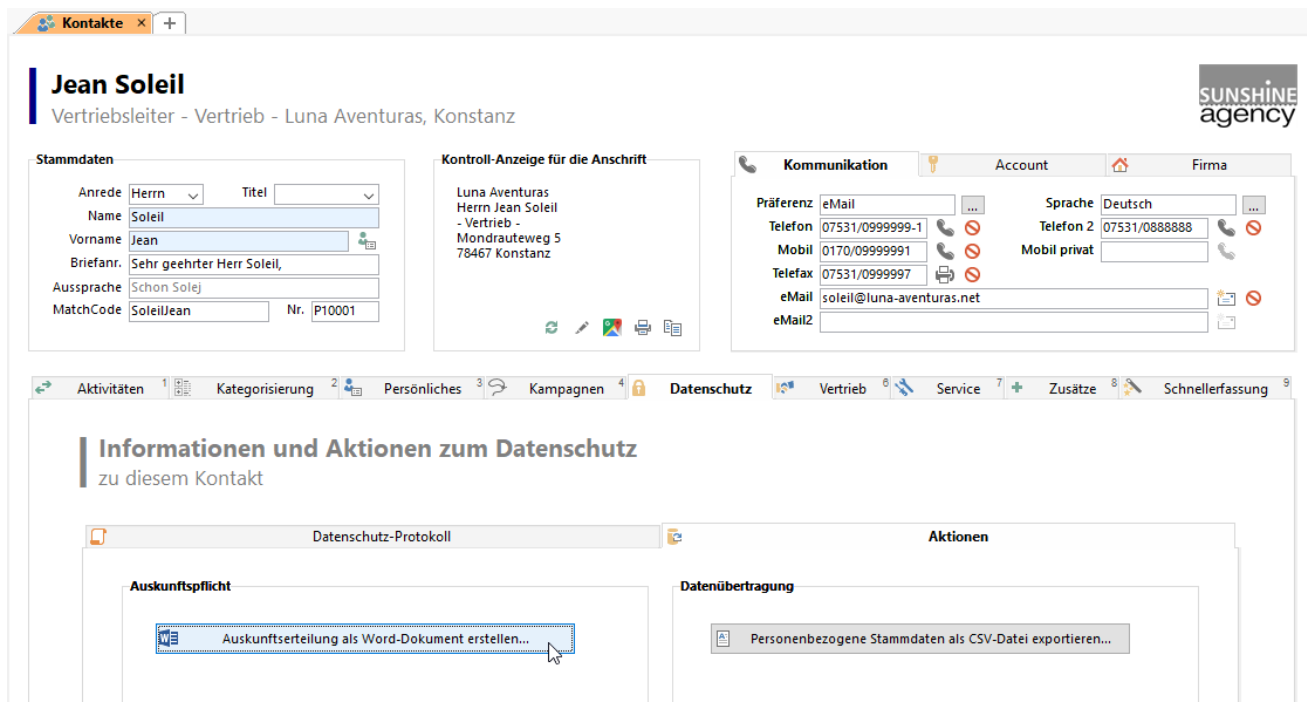 Kontakte × +
Jean Soleil
Vertriebsleiter - Vertrieb - Luna Aventuras, Konstanz
SUNSHINE
agency
Stammdaten
Anrede Herrn Titel
Name Soleil
Vorname Jean
Briefanr. Sehr geehrter Herr Soleil,
Aussprache Schon Solej
MatchCode SoleilJean Nr. P10001
Kontroll-Anzeige für die Anschrift
Luna Aventuras
Herrn Jean Soleil
- Vertrieb -
Mondrauteweg 5
78467 Konstanz
Kommunikation Account Firma
Präferenz eMail ... Sprache Deutsch ...
Telefon 07531/0999999-1 Telefon 2 07531/0888888
Mobil 0170/09999991 Mobil privat
Telefax 07531/0999997
eMail soleil@luna-aventuras.net
eMail2
Aktivitäten 1 Kategorisierung 2 Persönliches 3 Kampagnen 4 Datenschutz Vertrieb 6 Service 7 Zusätze 8 Schnellerfassung 9
Informationen und Aktionen zum Datenschutz
zu diesem Kontakt
Datenschutz-Protokoll Aktionen
Auskunftspflicht Datenübertragung
Auskunftserteilung als Word-Dokument erstellen... Personenbezogene Stammdaten als CSV-Datei exportieren...